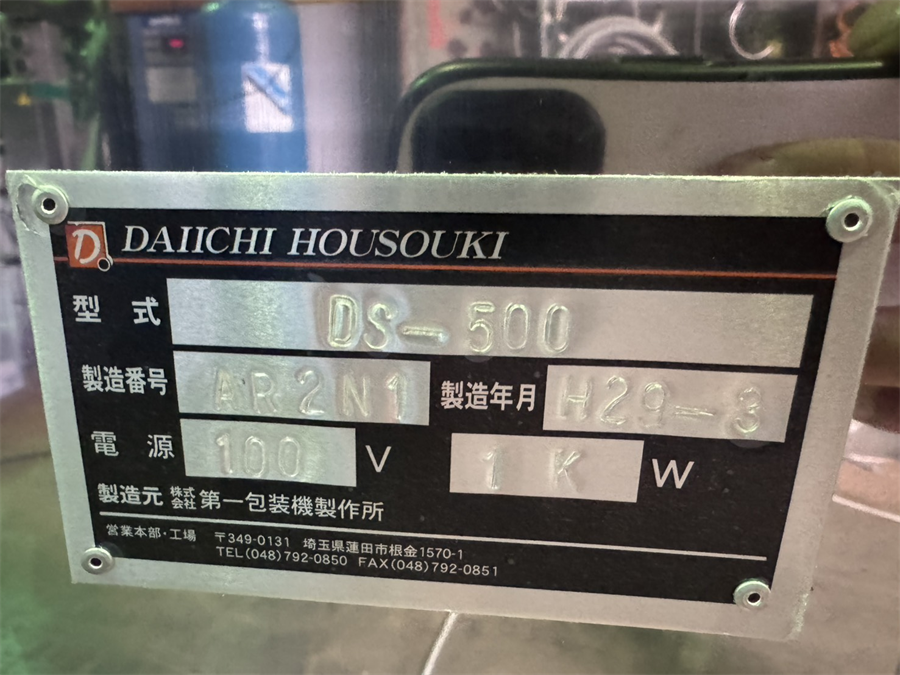 D. DAIICHI HOUSOUKI
型式 DS-500
製造番号 AR2N1 製造年月 H29-3
電源 100 V 1K W
製造元 株式会社 第一包装機製作所
営業本部・工場 〒349-0131 埼玉県蓮田市根金1570-1
TEL(048)792-0850 FAX(048)792-0851